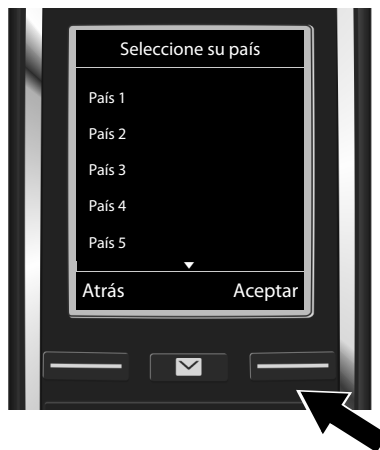 Seleccione su país
País 1
País 2
País 3
País 4
País 5
Atrás Aceptar